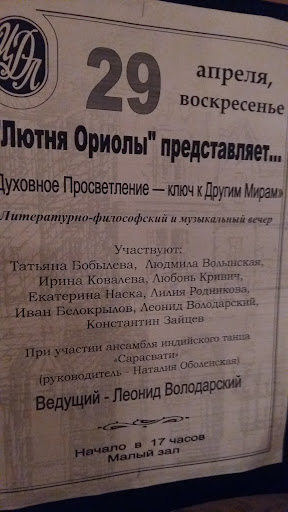 ЦДЛ
29 апреля,
воскресенье
"Лютня Ориолы" представляет...
Духовное Просветление — ключ к Другим Мирам»
Литературно-философский и музыкальный вечер
Участвуют:
Татьяна Бобылева, Людмила Волынская,
Ирина Ковалева, Любовь Кривич,
Екатерина Наска, Лилия Родникова,
Иван Белокрылов, Леонид Володарский,
Константин Зайцев
При участии ансамбля индийского танца
«Сарасвати»
(руководитель - Наталия Оболенская)
Ведущий - Леонид Володарский
Начало в 17 часов
Малый зал